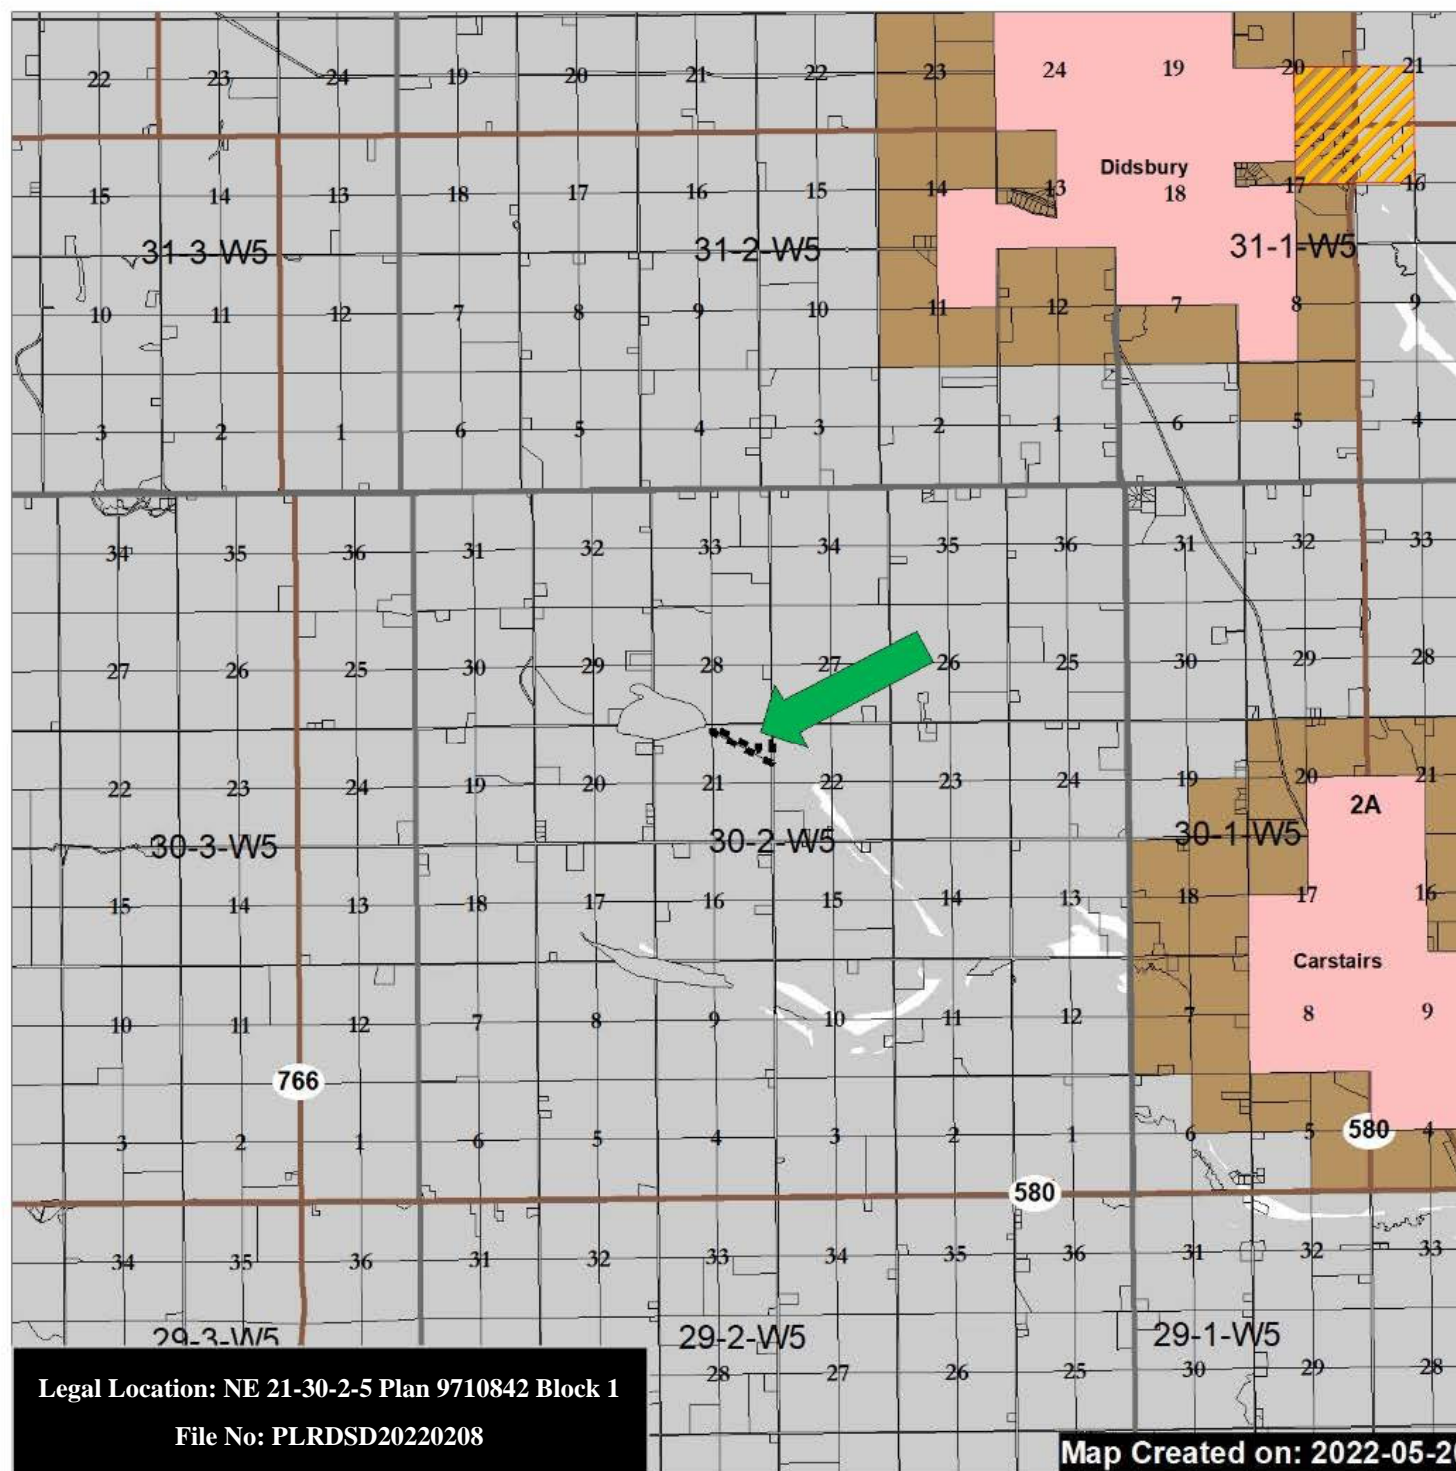 22 23 24 19 20 21 22 23 24 19 20 21
Didsbury
15 14 13 18 17 16 15 14 13 18 17 16
31-3-W5 31-2-W5 31-1-W5
10 11 12 7 8 9 10 11 12 7 8 9
3 2 1 6 5 4 3 2 1 6 5 4
34 35 36 31 32 33 34 35 36 31 32 33
27 26 25 30 29 28 27 26 25 30 29 28
22 23 24 19 20 21 22 23 24 19 20 21
2A
30-3-W5 30-2-W5 30-1-W5
15 14 13 18 17 16 15 14 13 18 17 16
Carstairs
10 11 12 7 8 9 10 11 12 7 8 9
766
3 2 1 6 5 4 3 2 1 6 5 580 4
580
34 35 36 31 32 33 34 35 36 31 32 33
29-3-W5 29-2-W5 29-1-W5
28 27 26 25 30 29 28
Legal Location: NE 21-30-2-5 Plan 9710842 Block 1
File No: PLRDSD20220208
Map Created on: 2022-05-2